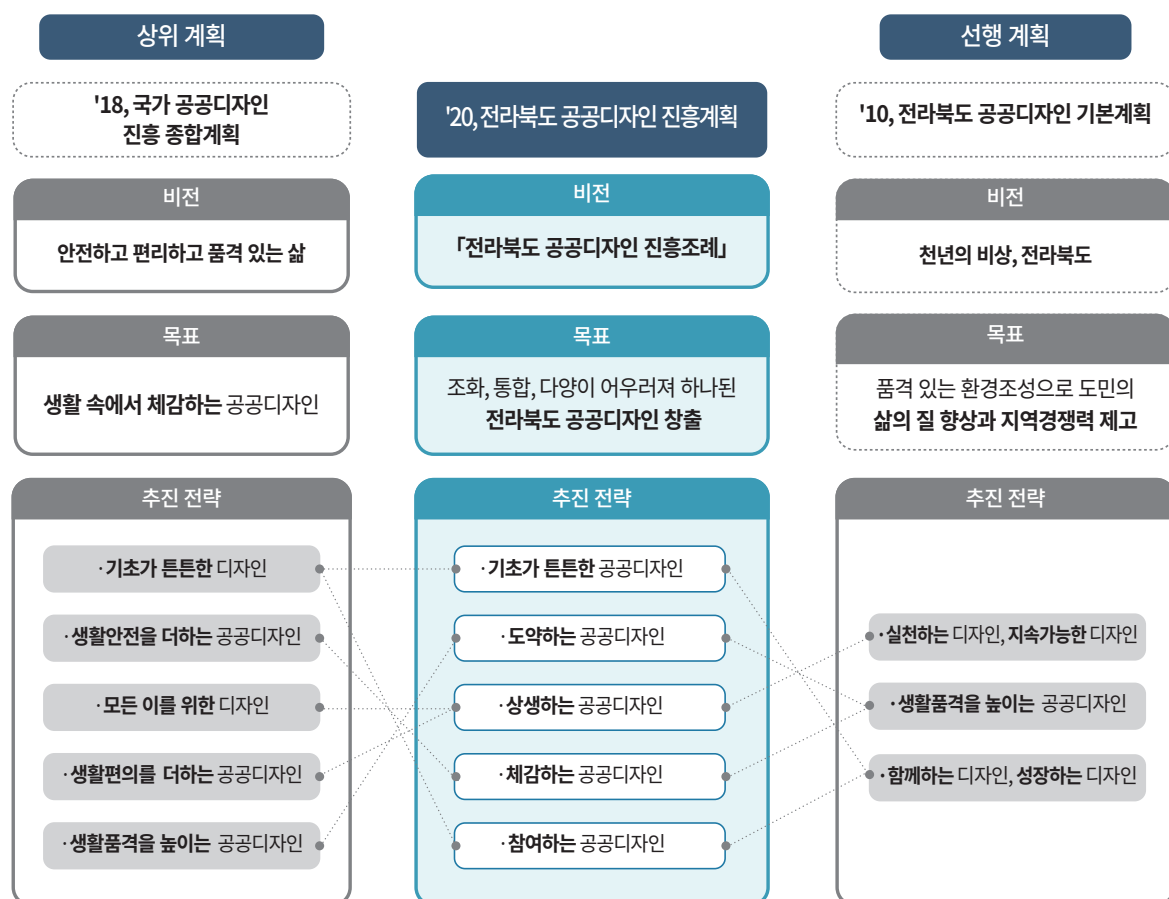 상위 계획
'18, 국가 공공디자인
진흥 종합계획
비전
안전하고 편리하고 품격 있는 삶
목표
생활 속에서 체감하는 공공디자인
추진 전략
·기초가 튼튼한 디자인
·생활안전을 더하는 공공디자인
·모든 이를 위한 디자인
·생활편의를 더하는 공공디자인
·생활품격을 높이는 공공디자인
'20, 전라북도 공공디자인 진흥계획
비전
「전라북도 공공디자인 진흥조례」
목표
조화, 통합, 다양이 어우러져 하나된
전라북도 공공디자인 창출
추진 전략
·기초가 튼튼한 공공디자인
·도약하는 공공디자인
·상생하는 공공디자인
·체감하는 공공디자인
·참여하는 공공디자인
선행 계획
'10, 전라북도 공공디자인 기본계획
비전
천년의 비상, 전라북도
목표
품격 있는 환경조성으로 도민의
삶의 질 향상과 지역경쟁력 제고
추진 전략
·실천하는 디자인, 지속가능한 디자인
·생활품격을 높이는 공공디자인
·함께하는 디자인, 성장하는 디자인